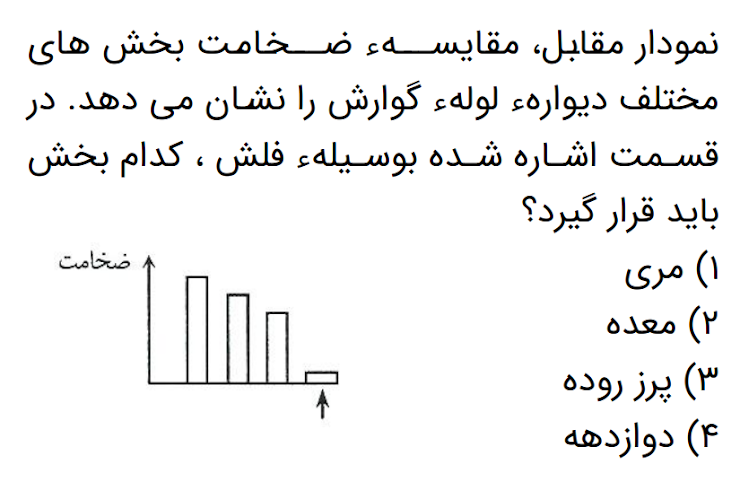 نمودار مقابل، مقایسهء ضخامت بخش های
مختلف دیوارهء لولهء گوارش را نشان می دهد. در
قسمت اشاره شده بوسیلهء فلش ، کدام بخش
باید قرار گیرد؟
ضخامت
۱) مری
۲) معده
۳) پرز روده
۴) دوازدهه